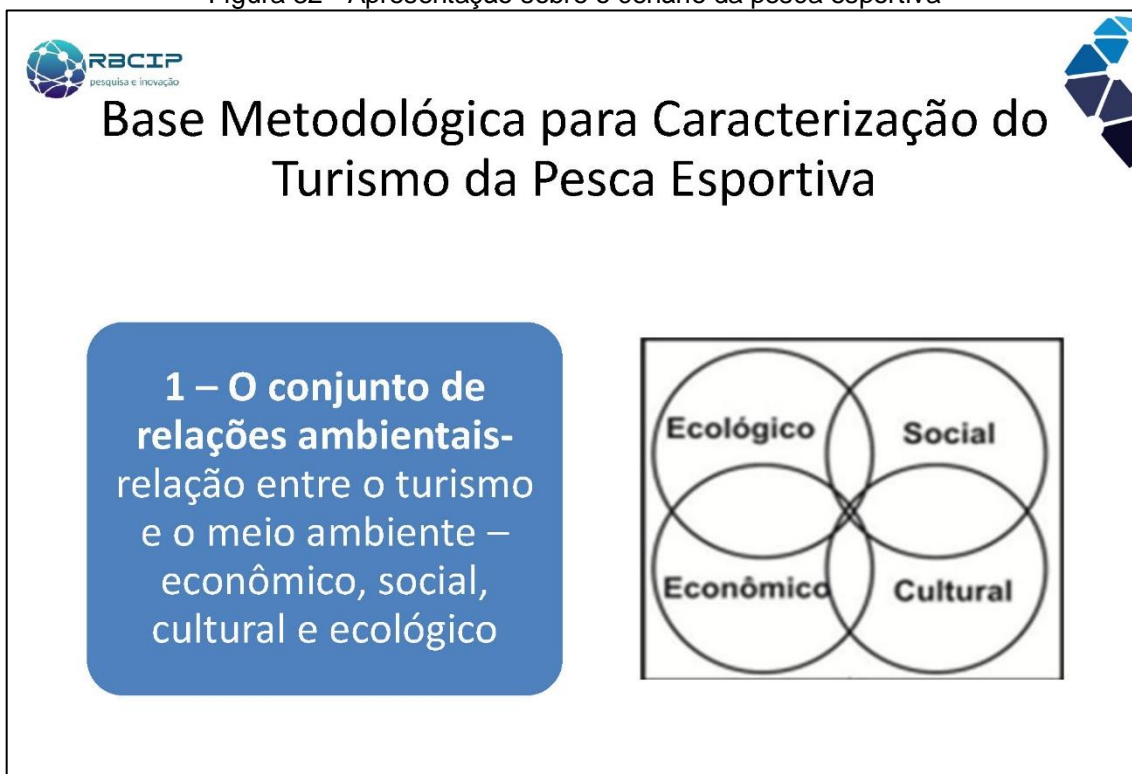 RBCIP
pesquisa e inovação
Base Metodológica para Caracterização do
Turismo da Pesca Esportiva
1 – O conjunto de
relações ambientais-
relação entre o turismo
e o meio ambiente –
econômico, social,
cultural e ecológico
Ecológico
Social
Econômico
Cultural